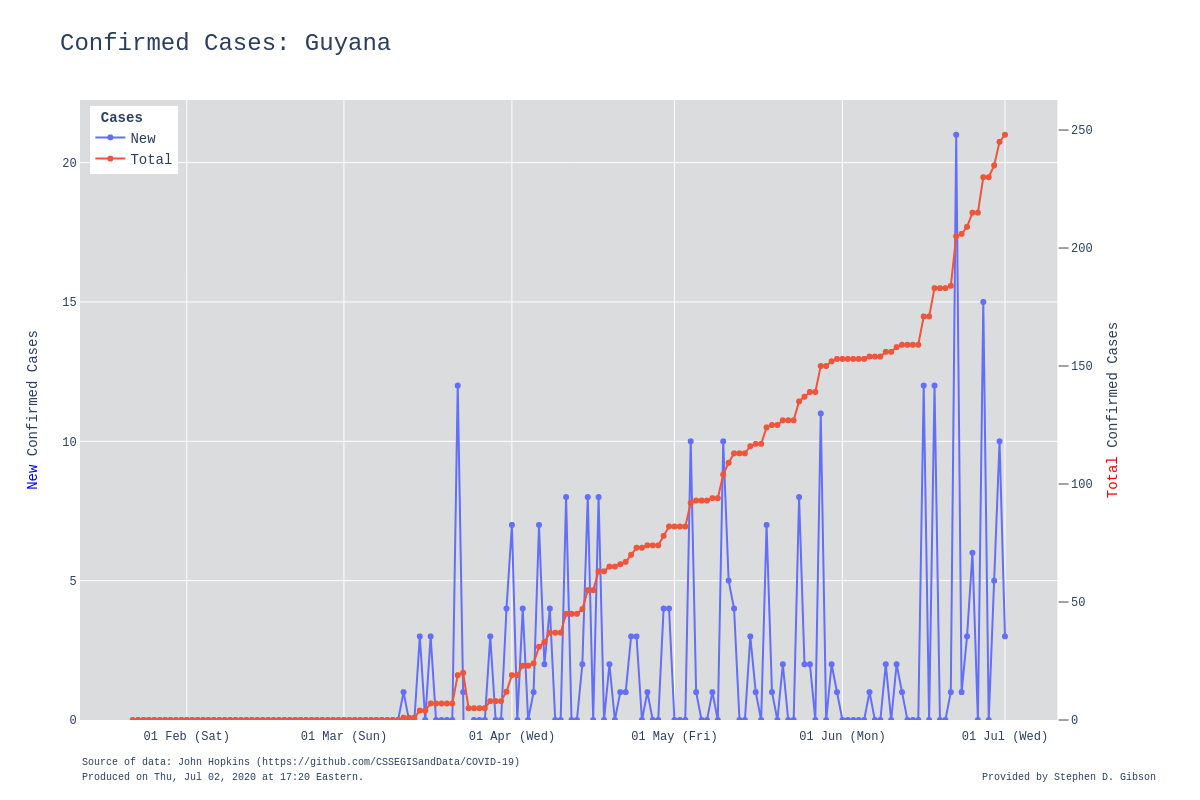 Confirmed Cases: Guyana
Cases
New
Total
20
15
10
5
0
250
200
150
100
50
0
New Confirmed Cases
Total Confirmed Cases
01 Feb (Sat)
01 Mar (Sun)
01 Apr (Wed)
01 May (Fri)
01 Jun (Mon)
01 Jul (Wed)
Source of data: John Hopkins (https://github.com/CSSEGISandData/COVID-19)
Produced on Thu, Jul 02, 2020 at 17:20 Eastern.
Provided by Stephen D. Gibson